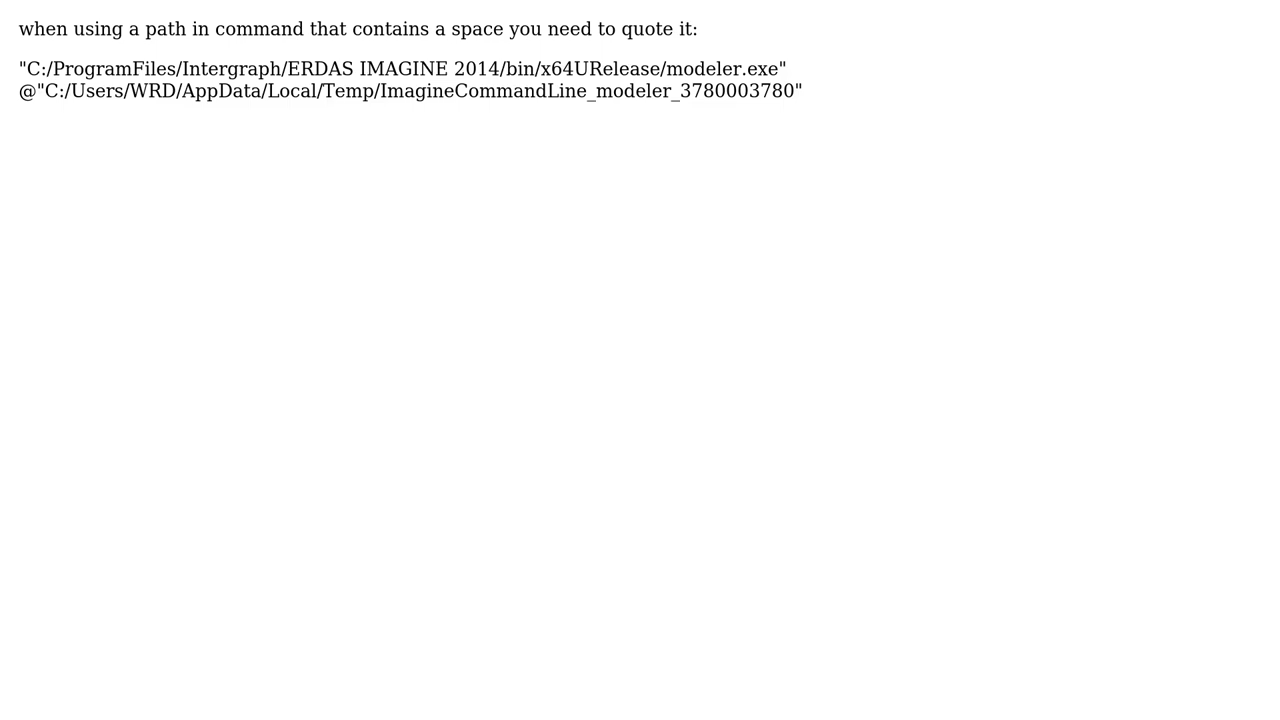 when using a path in command that contains a space you need to quote it:
"C:/ProgramFiles/Intergraph/ERDAS IMAGINE 2014/bin/x64URelease/modeler.exe"
@"C:/Users/WRD/AppData/Local/Temp/ImagineCommandLine_modeler_3780003780"